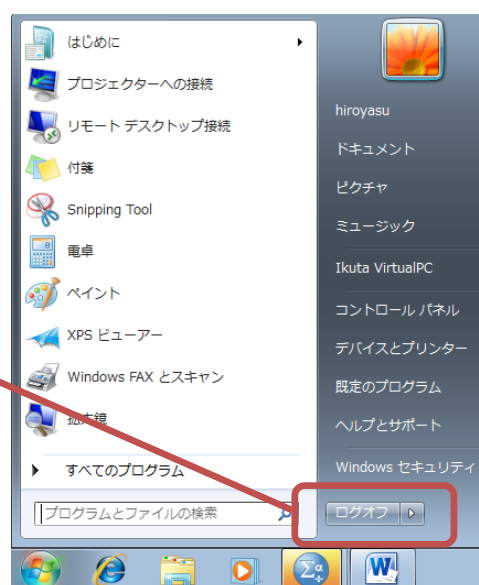 はじめに
プロジェクターへの接続
リモート デスクトップ接続
付箋
Snipping Tool
電卓
ペイント
XPS ビューアー
Windows FAX とスキャン
拡大鏡
すべてのプログラム
プログラムとファイルの検索
hiroyasu
ドキュメント
ピクチャ
ミュージック
Ikuta VirtualPC
コントロール パネル
デバイスとプリンター
既定のプログラム
ヘルプとサポート
Windows セキュリティ
ログオフ